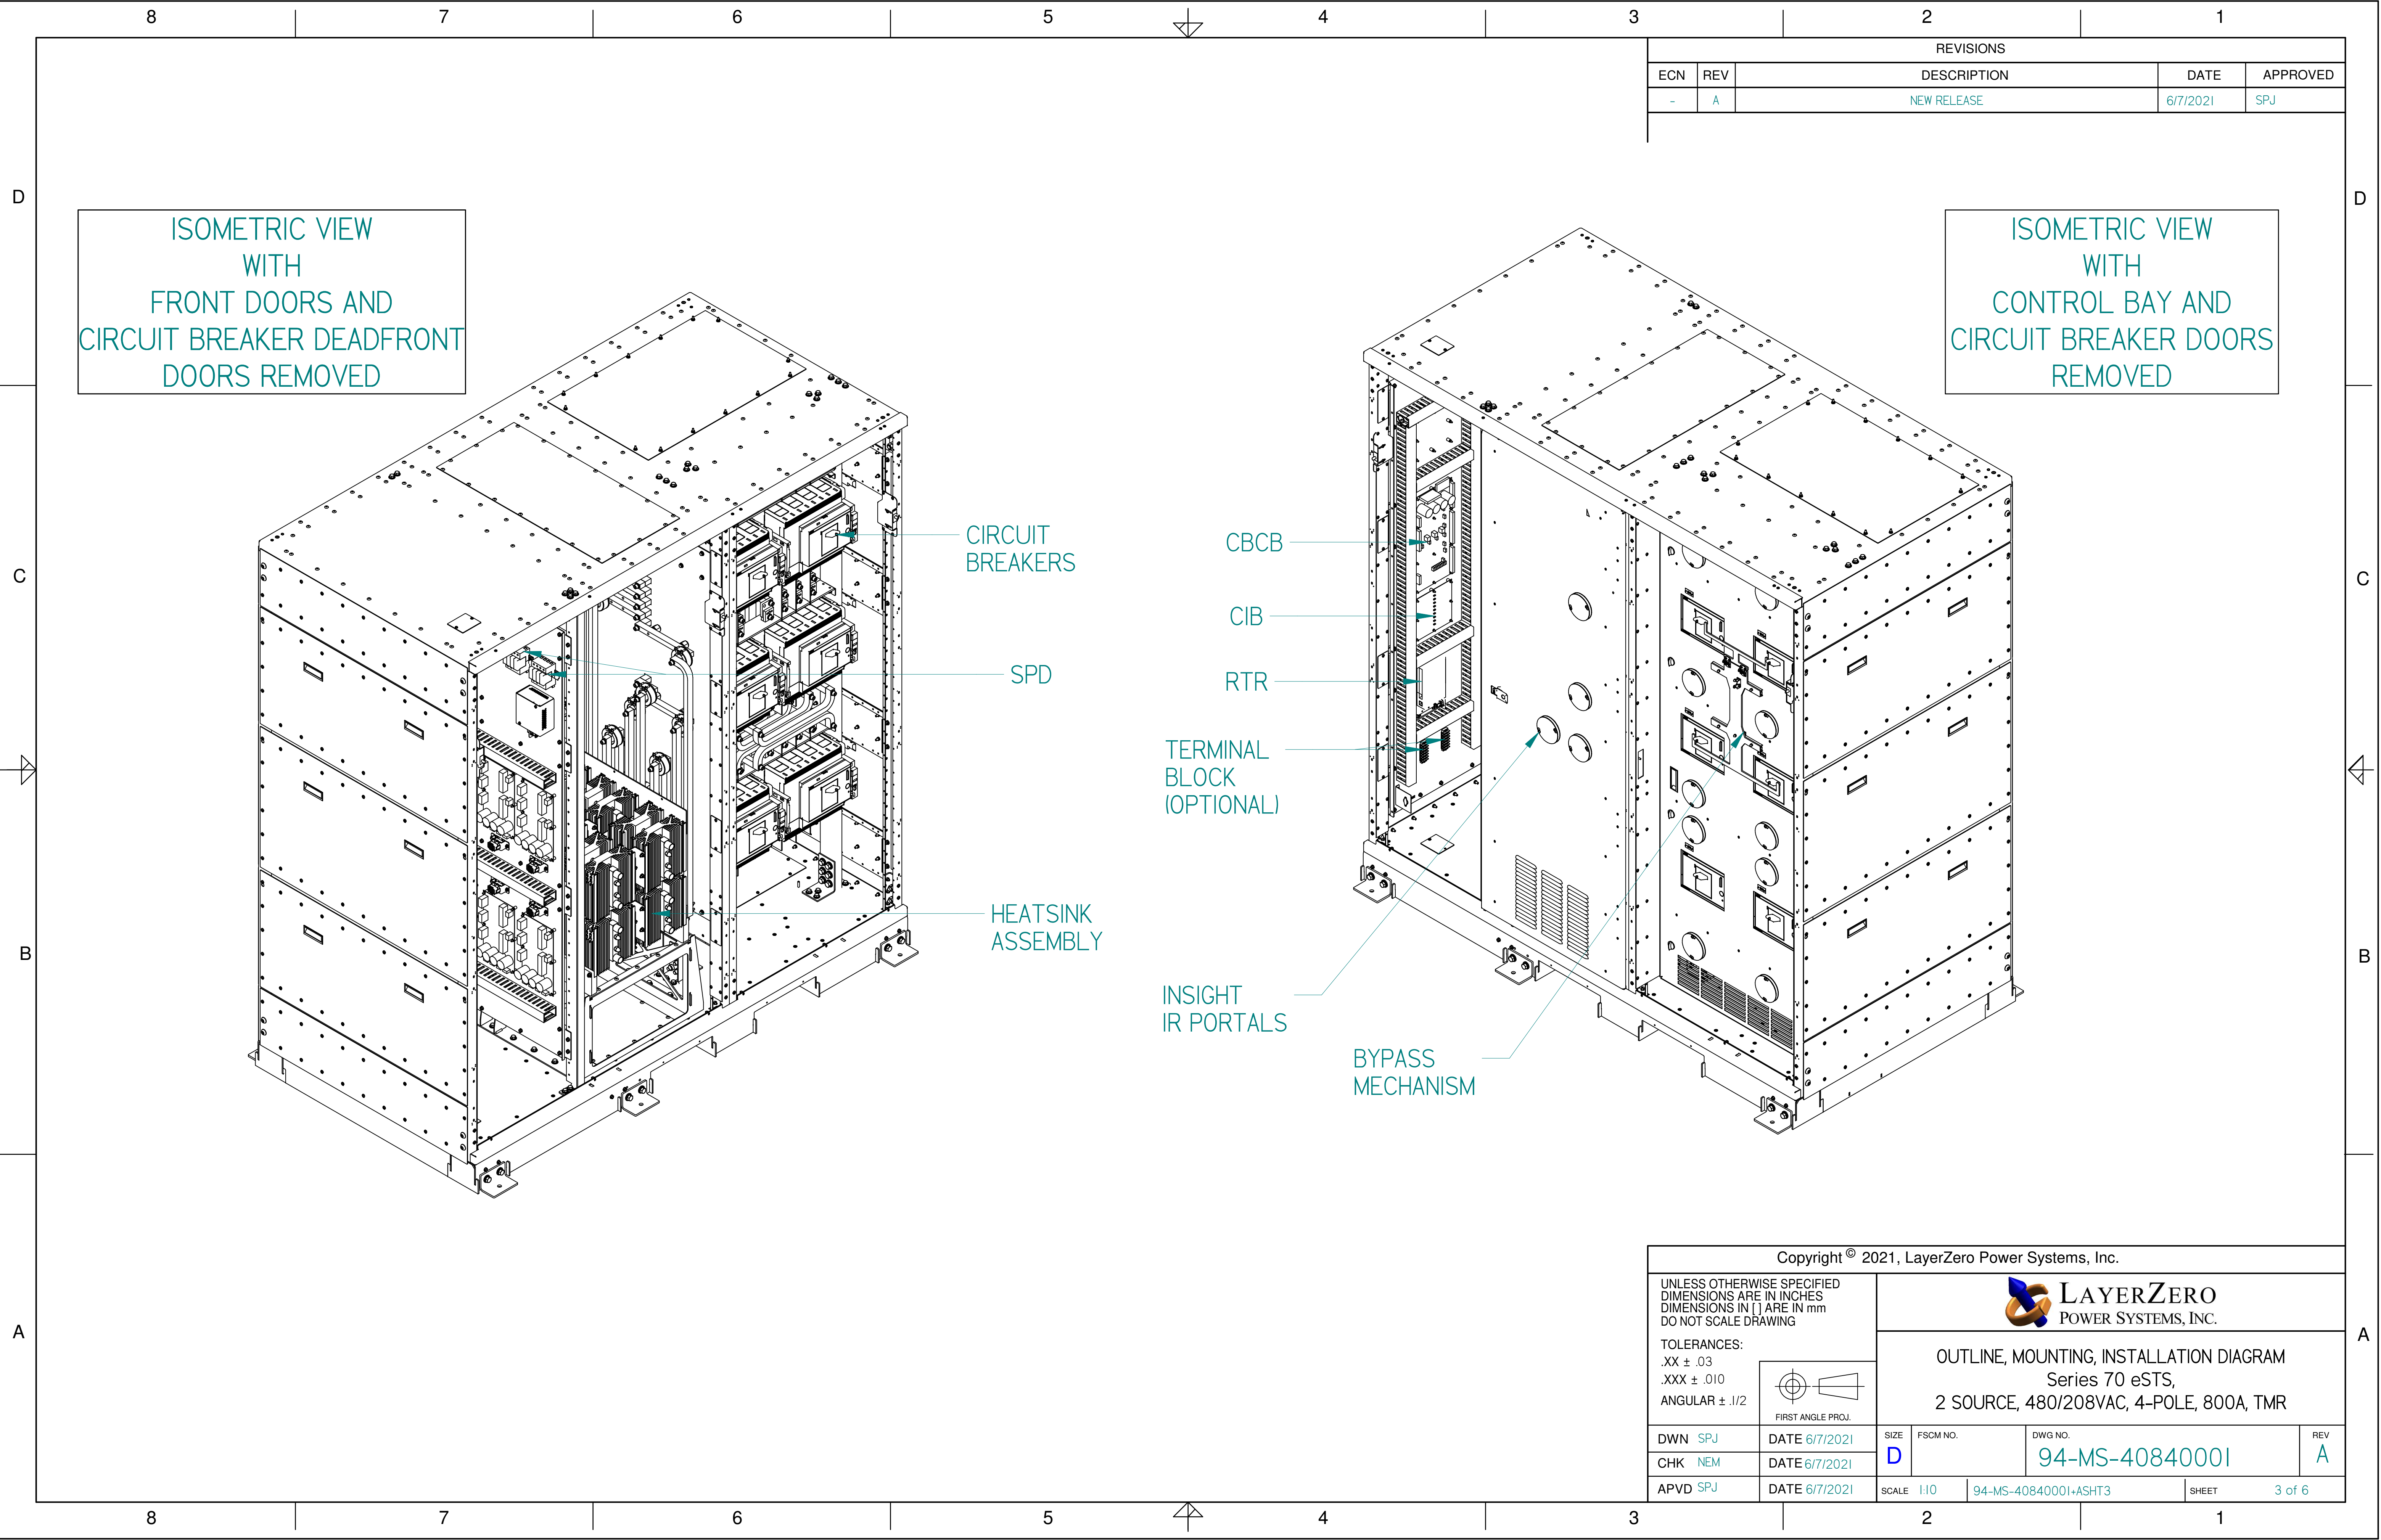 8 7 6 5 4 3 2 1
REVISIONS
ECN REV DESCRIPTION DATE APPROVED
- A NEW RELEASE 6/7/2021 SPJ
D D
ISOMETRIC VIEW
WITH
FRONT DOORS AND
CIRCUIT BREAKER DEADFRONT
DOORS REMOVED
ISOMETRIC VIEW
WITH
CONTROL BAY AND
CIRCUIT BREAKER DOORS
REMOVED
CIRCUIT
BREAKERS
SPD
HEATSINK
ASSEMBLY
CBCB
CIB
RTR
TERMINAL
BLOCK
(OPTIONAL)
INSIGHT
IR PORTALS
BYPASS
MECHANISM
C C
B B
A A
Copyright © 2021, LayerZero Power Systems, Inc.
UNLESS OTHERWISE SPECIFIED
DIMENSIONS ARE IN INCHES
DIMENSIONS IN [ ] ARE IN mm
DO NOT SCALE DRAWING
TOLERANCES:
.XX ± .03
.XXX ± .010
ANGULAR ± .1/2
FIRST ANGLE PROJ.
LAYERZERO
POWER SYSTEMS, INC.
OUTLINE, MOUNTING, INSTALLATION DIAGRAM
Series 70 eSTS,
2 SOURCE, 480/208VAC, 4-POLE, 800A, TMR
DWN SPJ DATE 6/7/2021
CHK NEM DATE 6/7/2021
APVD SPJ DATE 6/7/2021
SIZE D
FSCM NO.
DWG NO. 94-MS-40840001
REV A
SCALE 1:10 94-MS-40840001+ASHT3 SHEET 3 of 6
8 7 6 5 4 3 2 1